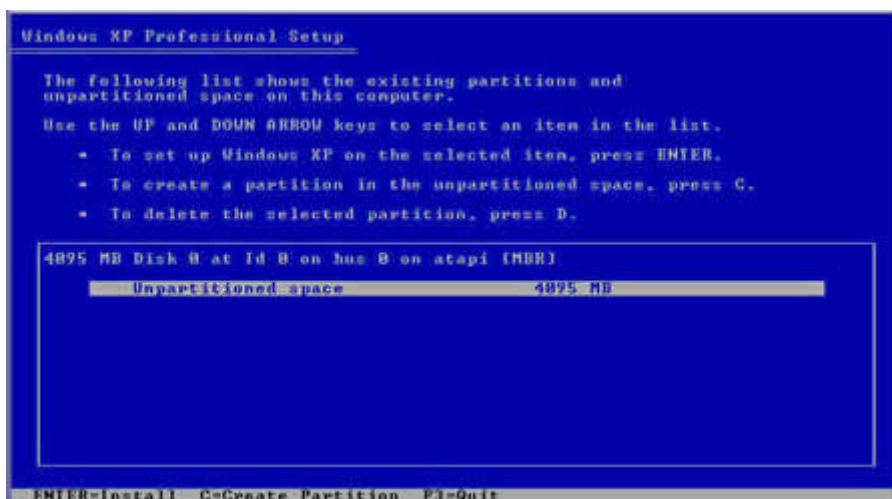 Windows XP Professional Setup
The following list shows the existing partitions and
unpartitioned space on this computer.
Use the UP and DOWN ARROW keys to select an item in the list.
• To set up Windows XP on the selected item, press ENTER.
• To create a partition in the unpartitioned space, press C.
• To delete the selected partition, press D.
4095 MB Disk 0 at Id 0 on bus 0 on atapi [MBR]
Unpartitioned space 4095 MB
ENTER=Install C=Create Partition F3=Quit